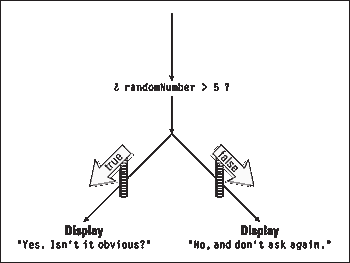 ¿ randomNumber > 5 ?
true
false
Display
"Yes. Isn't it obvious?"
Display
"No, and don't ask again."